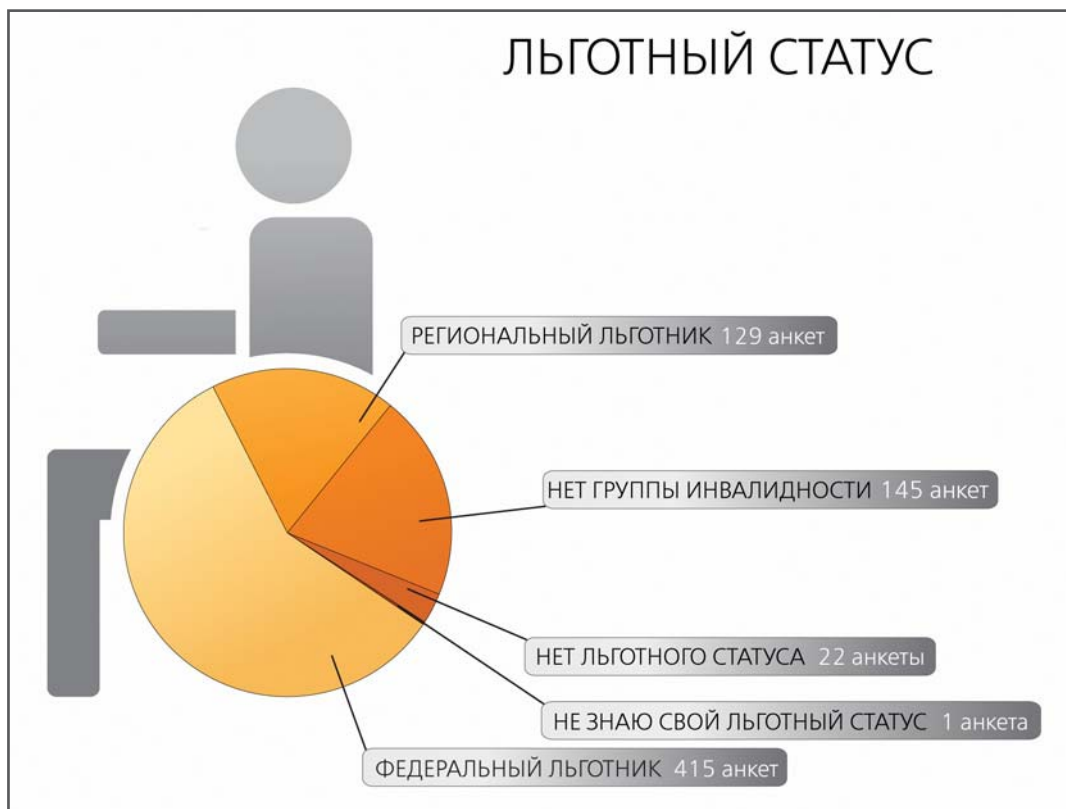 ЛЬГОТНЫЙ СТАТУС
РЕГИОНАЛЬНЫЙ ЛЬГОТНИК 129 анкет
НЕТ ГРУППЫ ИНВАЛИДНОСТИ 145 анкет
НЕТ ЛЬГОТНОГО СТАТУСА 22 анкеты
НЕ ЗНАЮ СВОЙ ЛЬГОТНЫЙ СТАТУС 1 анкета
ФЕДЕРАЛЬНЫЙ ЛЬГОТНИК 415 анкет